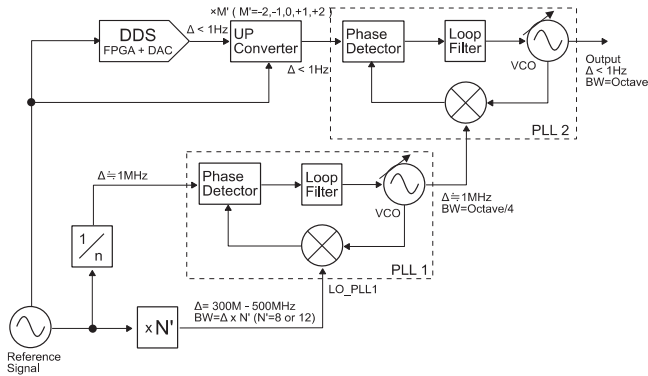 ×M' ( M'=-2,-1,0,+1,+2 )
DDS
FPGA + DAC
Δ < 1Hz
UP
Converter
Δ < 1Hz
Phase
Detector
Loop
Filter
VCO
Output
Δ < 1Hz
BW=Octave
PLL 2
Δ≒1MHz
Phase
Detector
Loop
Filter
VCO
Δ≒1MHz
BW=Octave/4
PLL 1
1/n
LO_PLL1
Δ= 300M - 500MHz
BW=Δ x N' (N'=8 or 12)
x N'
Reference
Signal